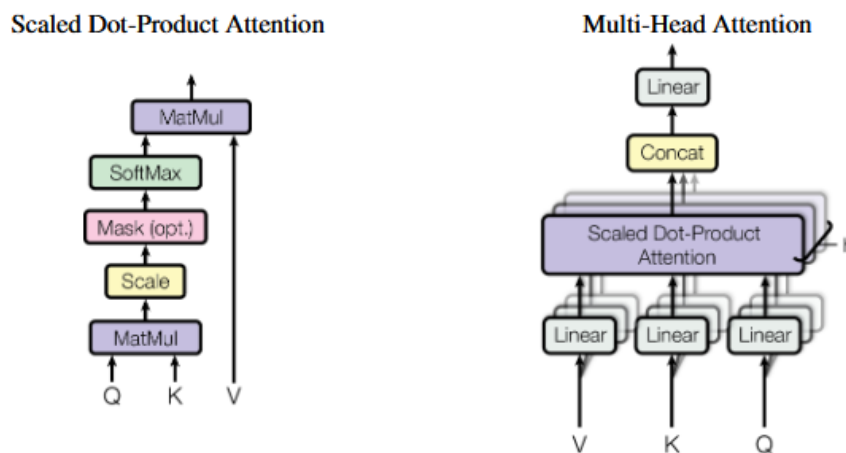 Scaled Dot-Product Attention
MatMul
SoftMax
Mask (opt.)
Scale
MatMul
Q K V
Multi-Head Attention
Linear
Concat
Scaled Dot-Product
Attention
Linear Linear Linear
V K Q